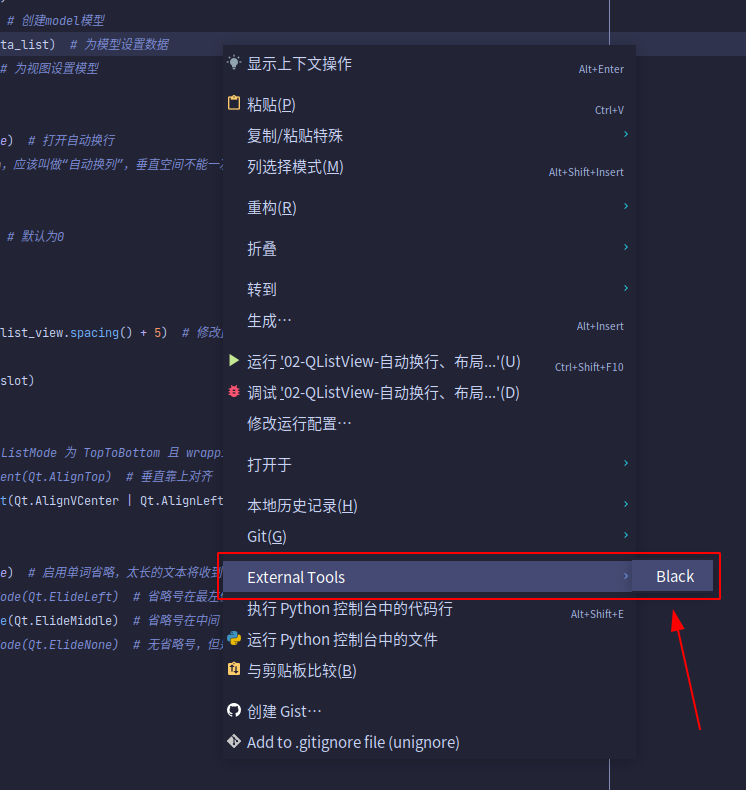 # 创建model模型
ta_list)  # 为模型设置数据
# 为视图设置模型
e)  # 打开自动换行
，应该叫做“自动换列”，垂直空间不能一
# 默认为0
list_view.spacing() + 5)  # 修改
slot)
ListMode 为 TopToBottom 且 wrapp
ent(Qt.AlignTop)  # 垂直靠上对齐
t(Qt.AlignVCenter | Qt.AlignLeft
e)  # 启用单词省略，太长的文本将收到
ode(Qt.ElideLeft)  # 省略号在最左
e(Qt.ElideMiddle)  # 省略号在中间
ode(Qt.ElideNone)  # 无省略号，但
显示上下文操作 Alt+Enter
粘贴(P) Ctrl+V
复制/粘贴特殊
列选择模式(M) Alt+Shift+Insert
重构(R)
折叠
转到
生成… Alt+Insert
运行 '02-QListView-自动换行、布局...'(U) Ctrl+Shift+F10
调试 '02-QListView-自动换行、布局...'(D)
修改运行配置…
打开于
本地历史记录(H)
Git(G)
External Tools
Black
执行 Python 控制台中的代码行 Alt+Shift+E
运行 Python 控制台中的文件
与剪贴板比较(B)
创建 Gist…
Add to .gitignore file (unignore)